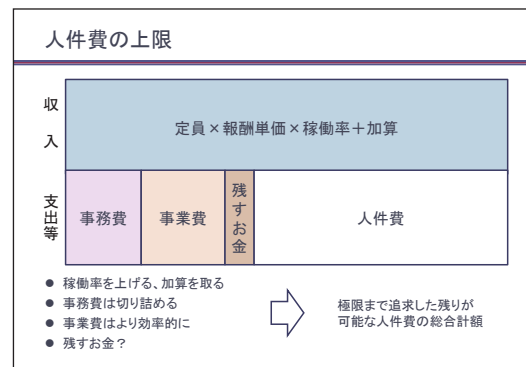 人件費の上限
収入
定員×報酬単価×稼働率＋加算
支出等
事務費
事業費
残すお金
人件費
● 稼働率を上げる、加算を取る
● 事務費は切り詰める
● 事業費はより効率的に
● 残すお金？
極限まで追求した残りが
可能な人件費の総合計額